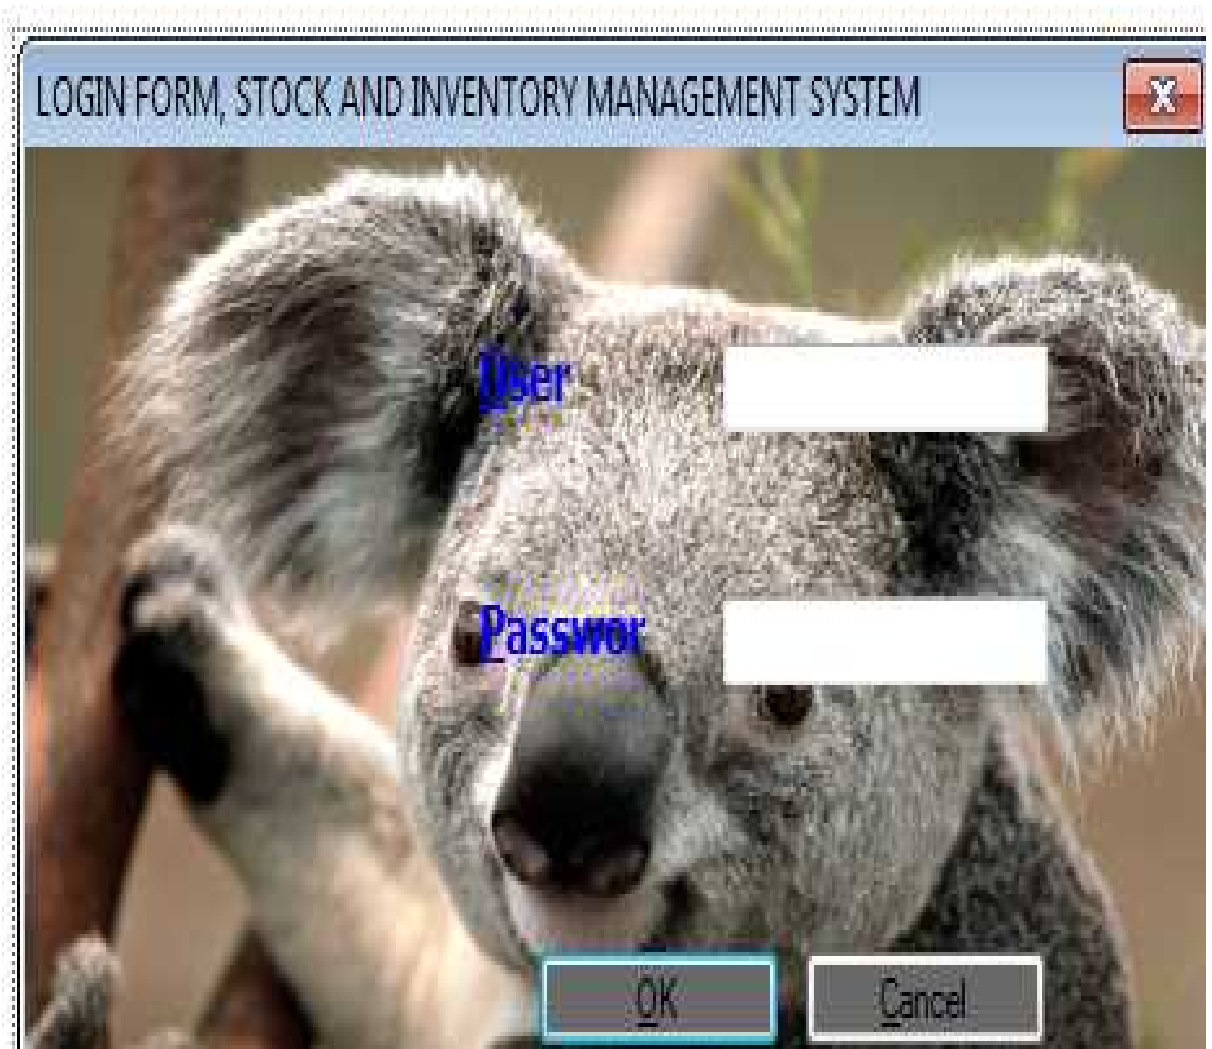 LOGIN FORM, STOCK AND INVENTORY MANAGEMENT SYSTEM
X
User
Passwor
OK
Cancel